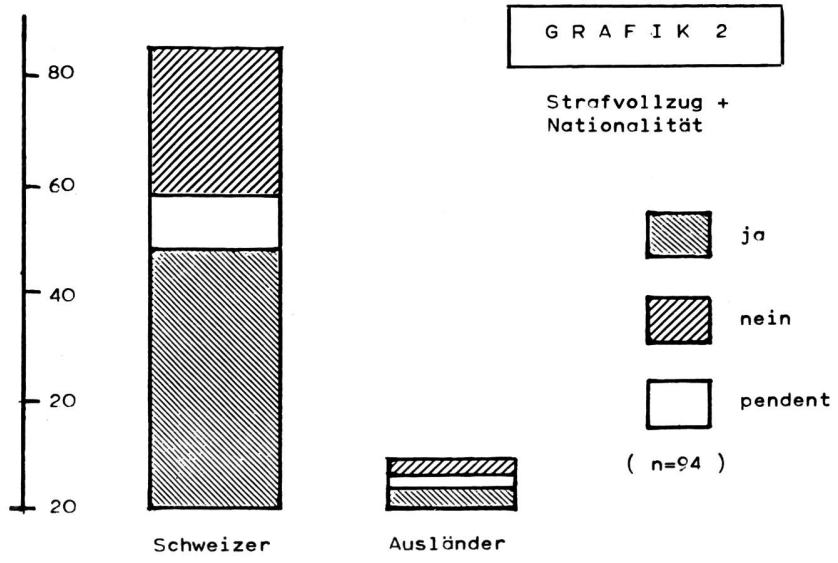 GRAFIK 2
Strafvollzug +
Nationalität
80
60
40
20
20
ja
nein
pendent
( n=94 )
Schweizer
Ausländer